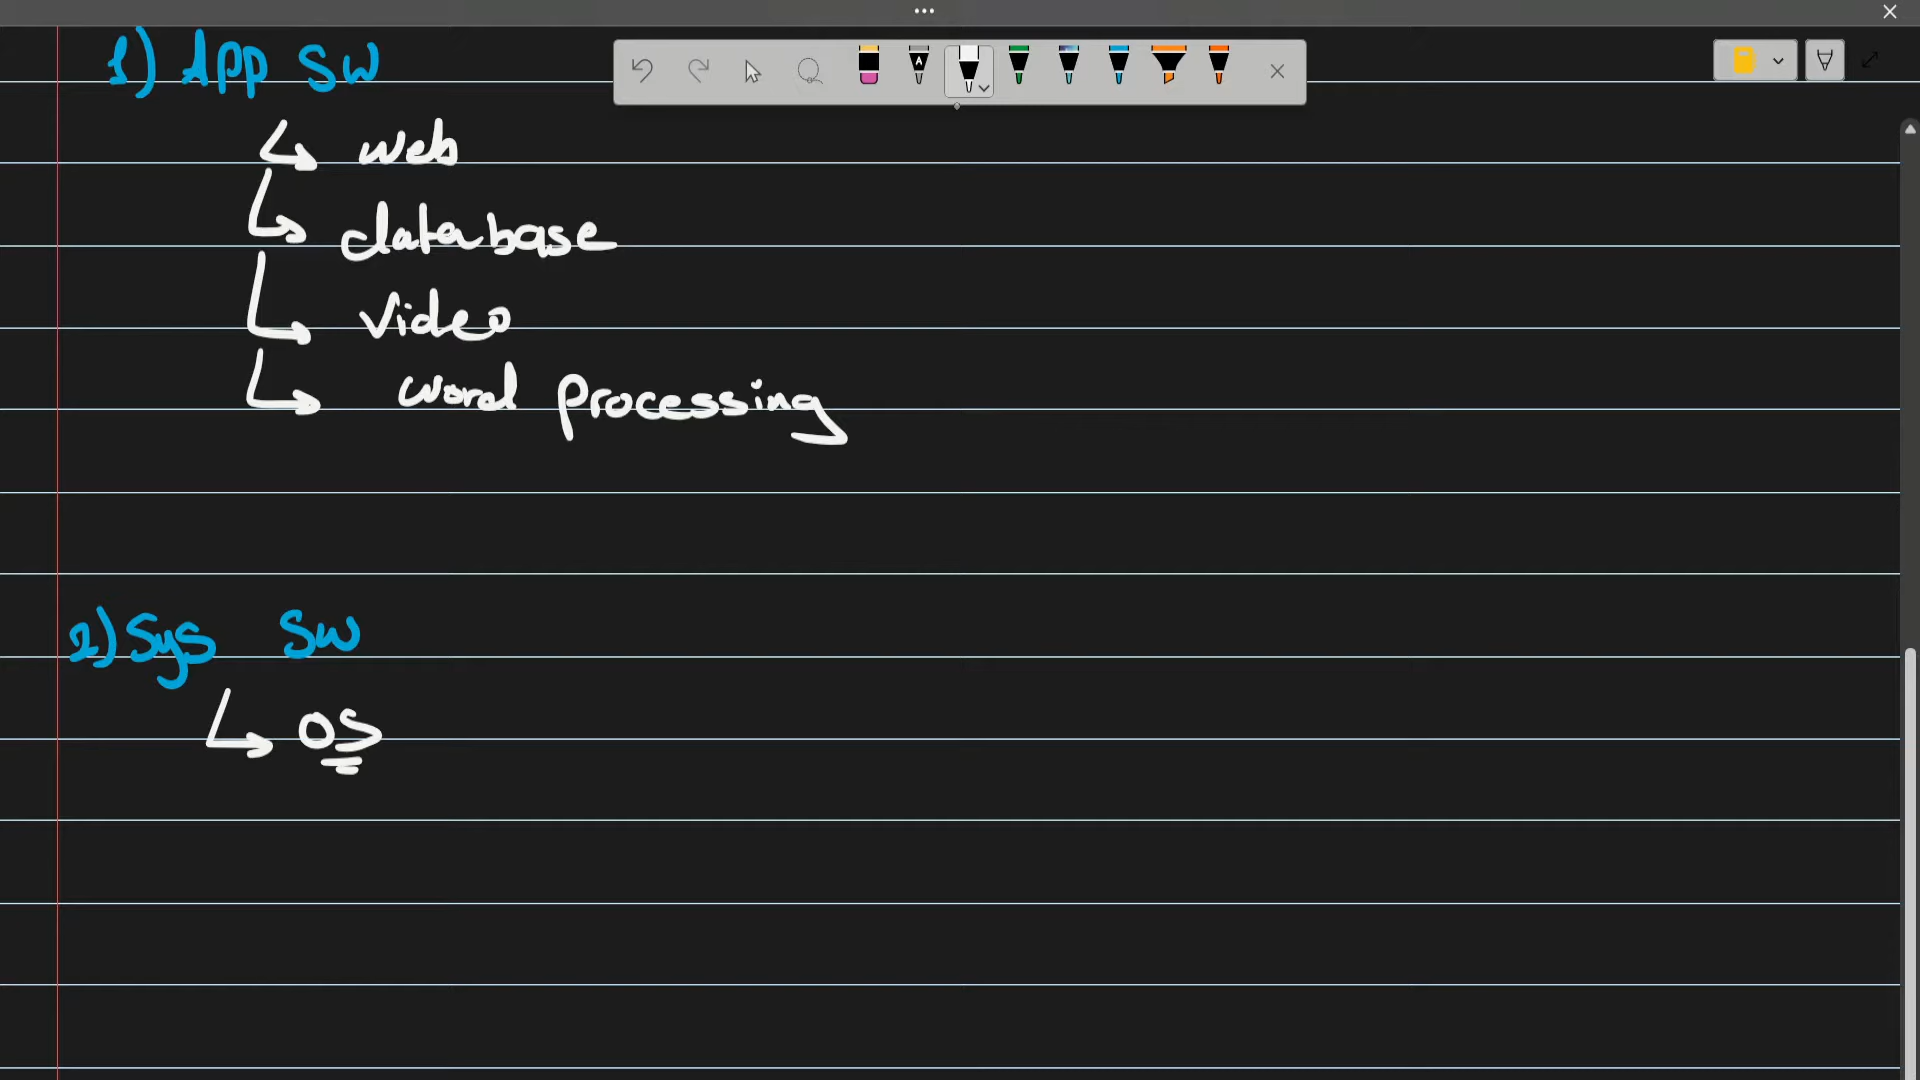 1) App SW
↳ web
↳ database
↳ Video
↳ word processing
2) Sys SW
↳ OS